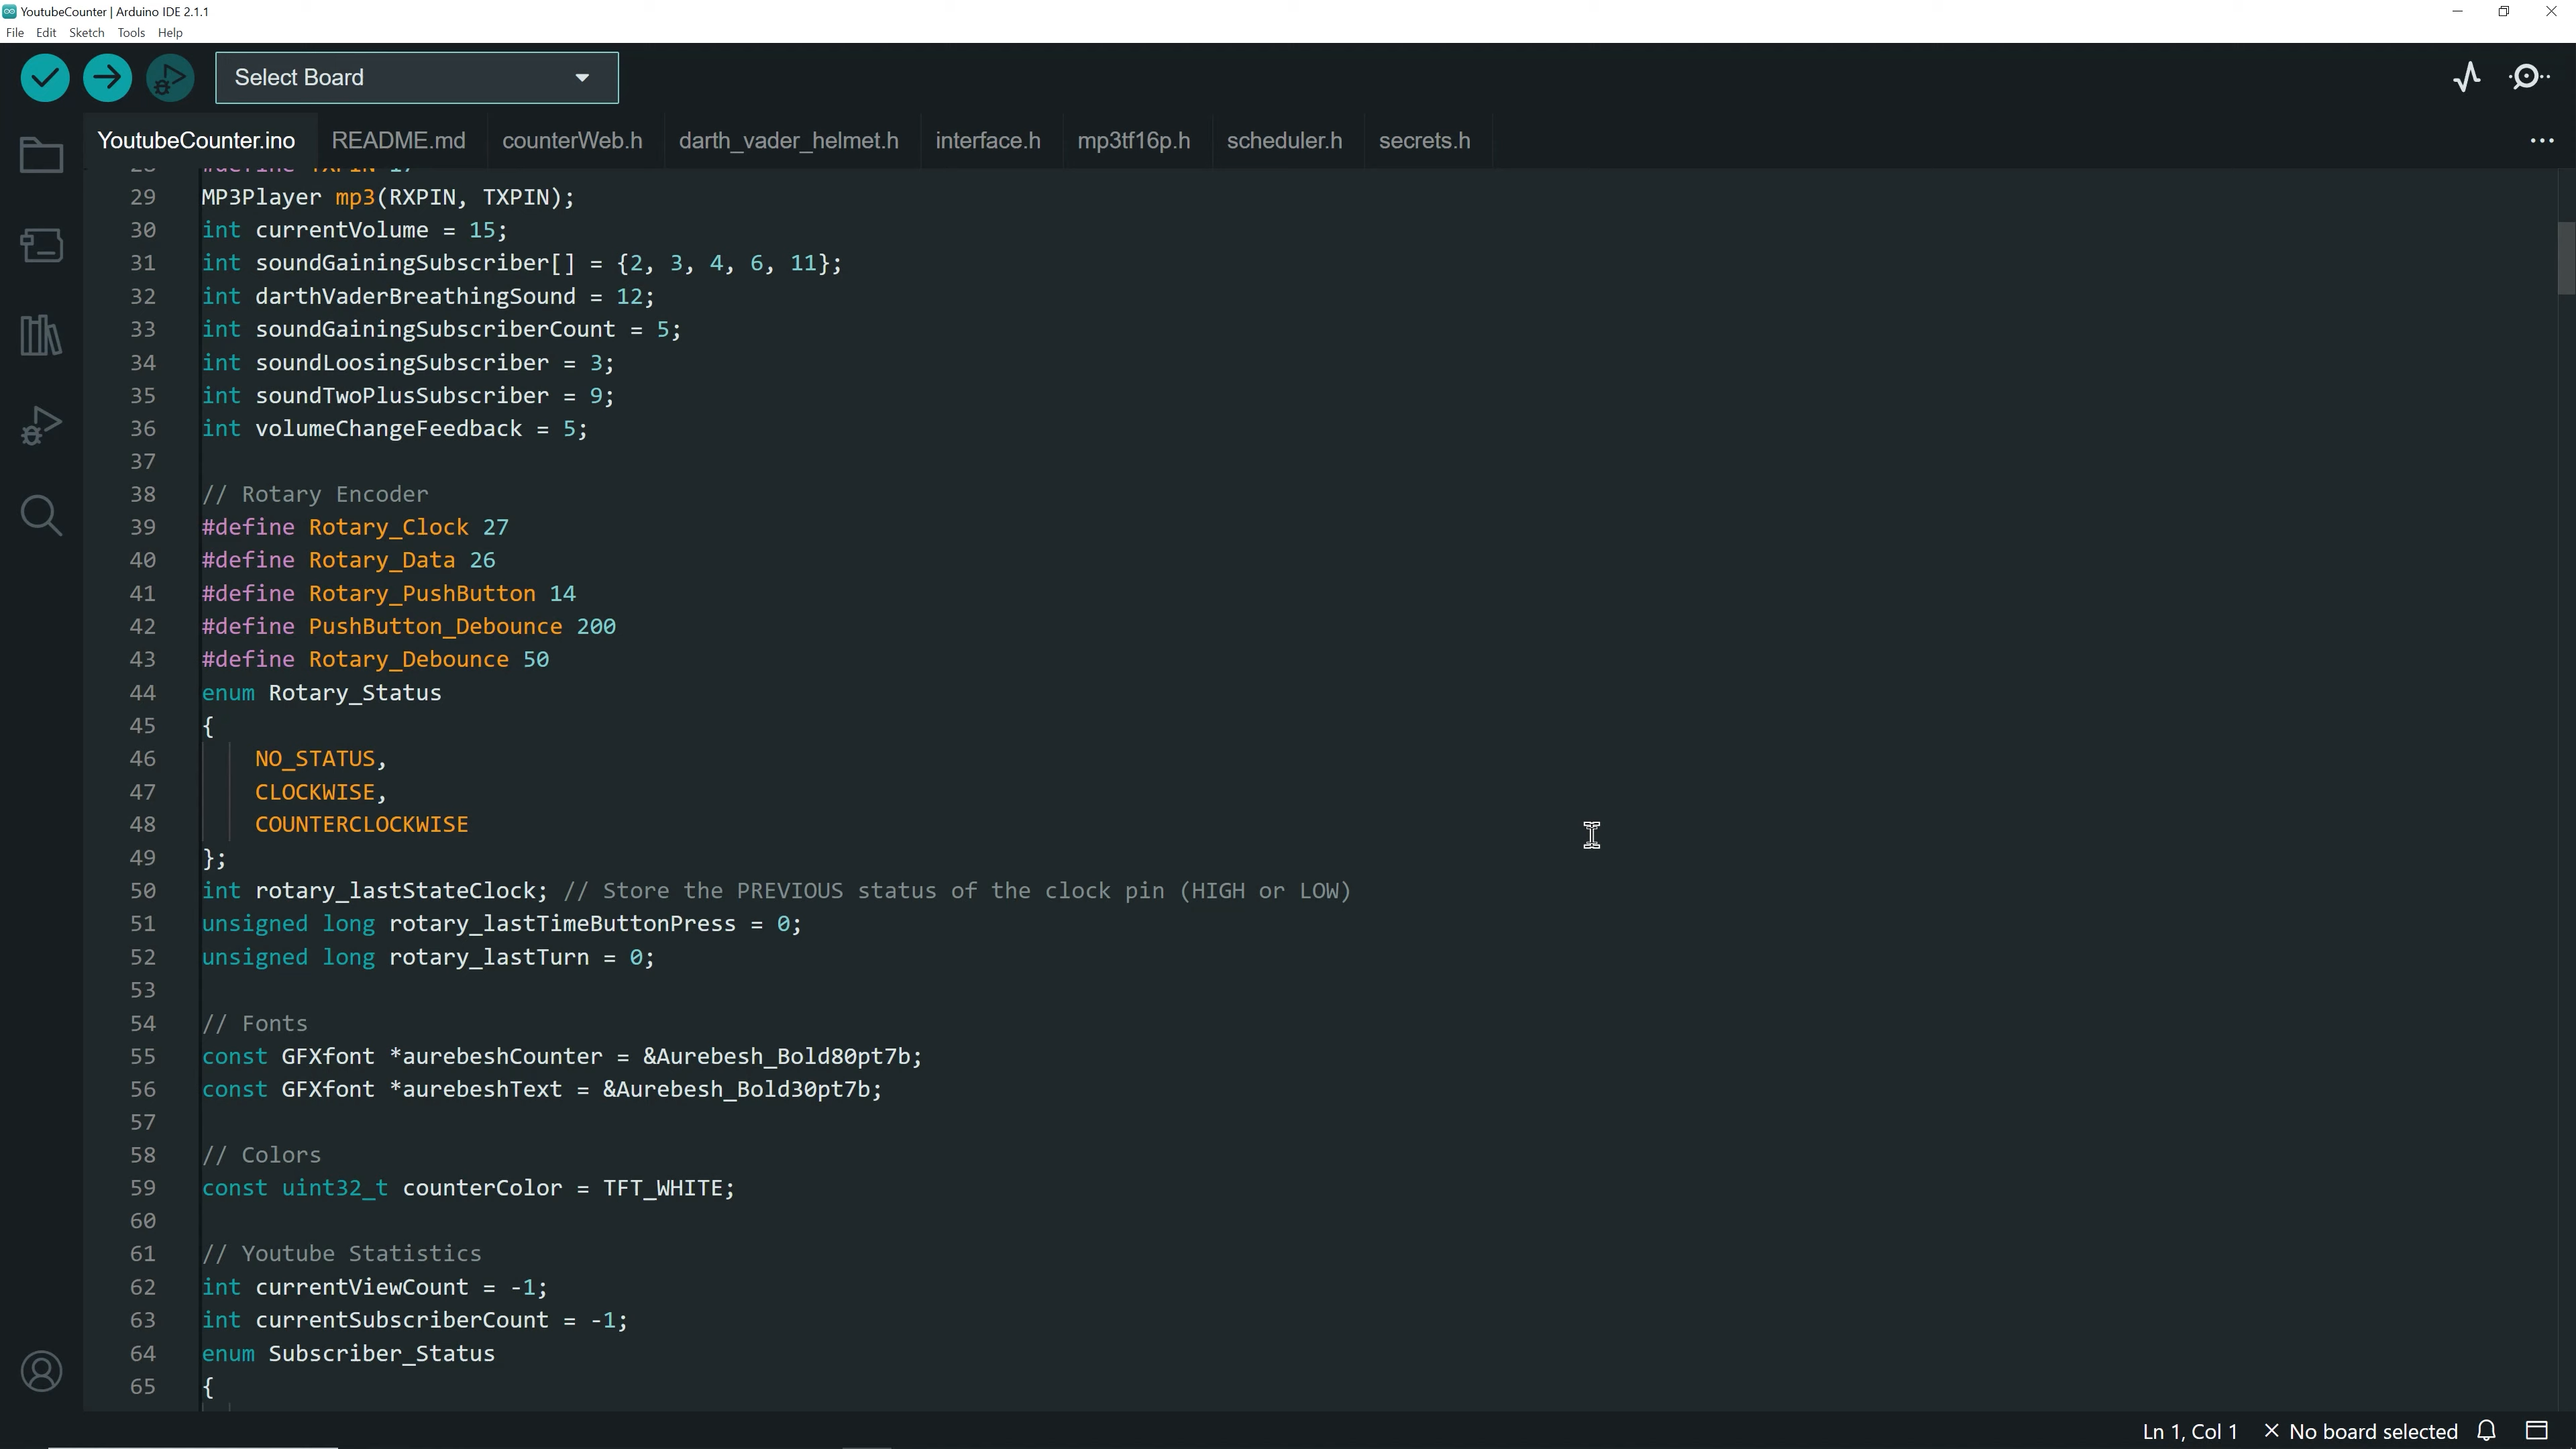 YoutubeCounter | Arduino IDE 2.1.1
File Edit Sketch Tools Help
Select Board
YoutubeCounter.ino README.md counterWeb.h darth_vader_helmet.h interface.h mp3tf16p.h scheduler.h secrets.h
29 MP3Player mp3(RXPIN, TXPIN);
30 int currentVolume = 15;
31 int soundGainingSubscriber[] = {2, 3, 4, 6, 11};
32 int darthVaderBreathingSound = 12;
33 int soundGainingSubscriberCount = 5;
34 int soundLoosingSubscriber = 3;
35 int soundTwoPlusSubscriber = 9;
36 int volumeChangeFeedback = 5;
37
38 // Rotary Encoder
39 #define Rotary_Clock 27
40 #define Rotary_Data 26
41 #define Rotary_PushButton 14
42 #define PushButton_Debounce 200
43 #define Rotary_Debounce 50
44 enum Rotary_Status
45 {
46 NO_STATUS,
47 CLOCKWISE,
48 COUNTERCLOCKWISE
49 };
50 int rotary_lastStateClock; // Store the PREVIOUS status of the clock pin (HIGH or LOW)
51 unsigned long rotary_lastTimeButtonPress = 0;
52 unsigned long rotary_lastTurn = 0;
53
54 // Fonts
55 const GFXfont *aurebeshCounter = &Aurebesh_Bold80pt7b;
56 const GFXfont *aurebeshText = &Aurebesh_Bold30pt7b;
57
58 // Colors
59 const uint32_t counterColor = TFT_WHITE;
60
61 // Youtube Statistics
62 int currentViewCount = -1;
63 int currentSubscriberCount = -1;
64 enum Subscriber_Status
65 {
Ln 1, Col 1 No board selected